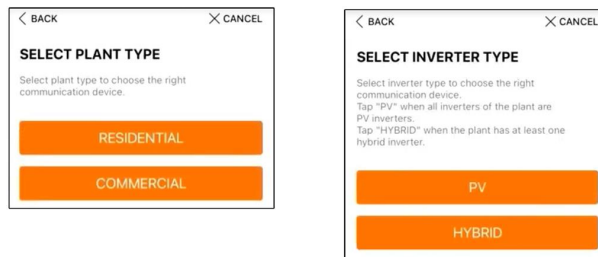 < BACK
X CANCEL
SELECT PLANT TYPE
Select plant type to choose the right
communication device.
RESIDENTIAL
COMMERCIAL
< BACK
X CANCEL
SELECT INVERTER TYPE
Select inverter type to choose the right
communication device.
Tap "PV" when all inverters of the plant are
PV inverters.
Tap "HYBRID" when the plant has at least one
hybrid inverter.
PV
HYBRID